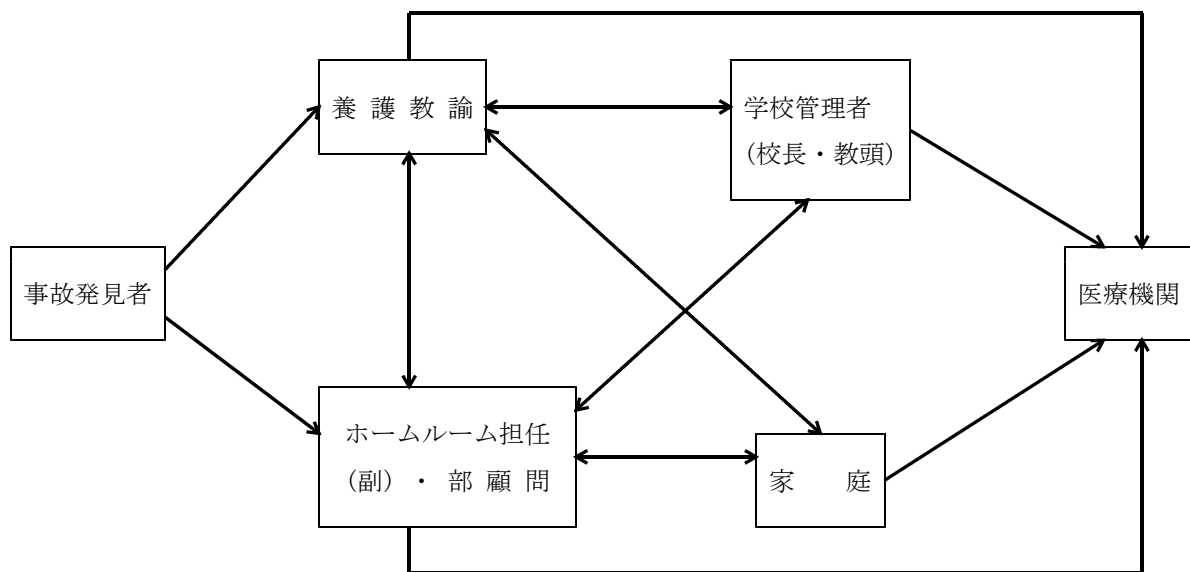 養護教諭
学校管理者
(校長・教頭)
事故発見者
医療機関
ホームルーム担任
(副)・部顧問
家庭